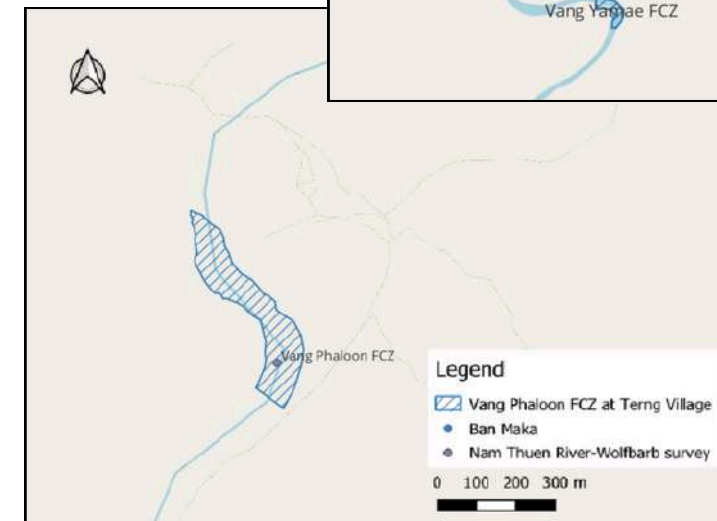 Vang Yamae FCZ
Vang Phaloon FCZ
Legend
Vang Phaloon FCZ at Terng Village
Ban Maka
Nam Thuen River-Wolfbarb survey
0 100 200 300 m